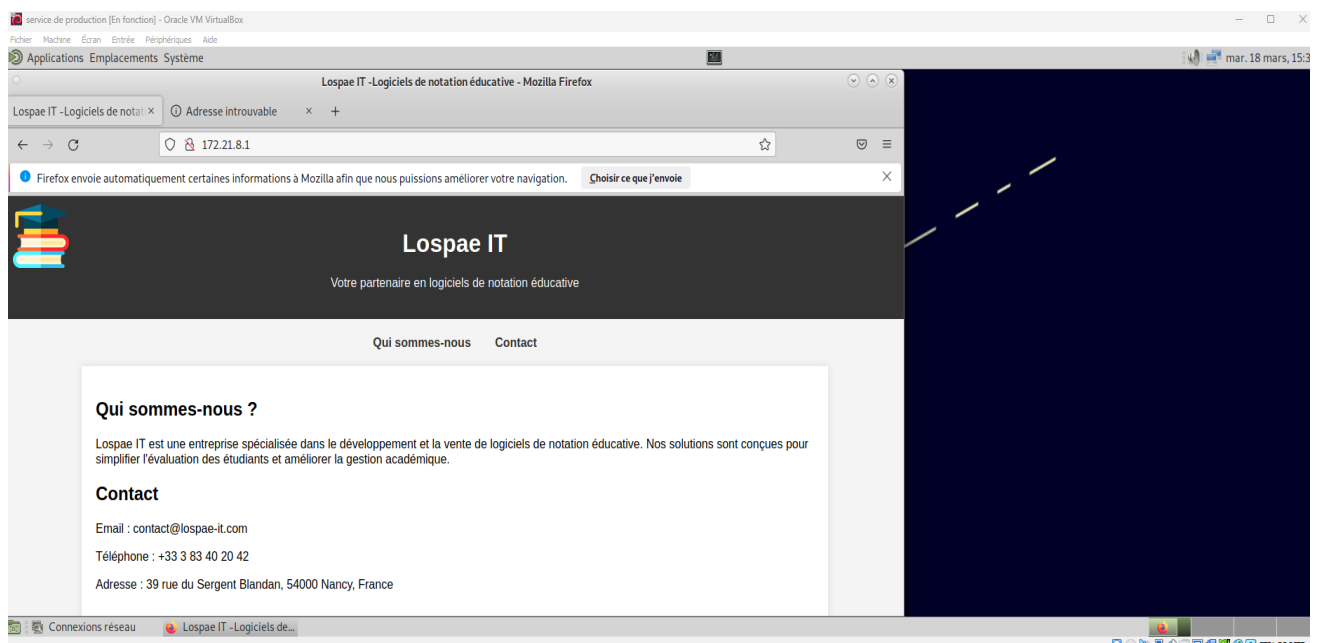 service de production [En fonction] - Oracle VM VirtualBox
Fichier Machine Écran Entrée Périphériques Aide
Applications Emplacements Système
mar. 18 mars, 15:3
Lospae IT -Logiciels de notation éducative - Mozilla Firefox
Lospae IT -Logiciels de notati
Adresse introuvable
172.21.8.1
Firefox envoie automatiquement certaines informations à Mozilla afin que nous puissions améliorer votre navigation. Choisir ce que j'envoie
Lospae IT
Votre partenaire en logiciels de notation éducative
Qui sommes-nous Contact
Qui sommes-nous ?
Lospae IT est une entreprise spécialisée dans le développement et la vente de logiciels de notation éducative. Nos solutions sont conçues pour
simplifier l'évaluation des étudiants et améliorer la gestion académique.
Contact
Email : contact@lospae-it.com
Téléphone : +33 3 83 40 20 42
Adresse : 39 rue du Sergent Blandan, 54000 Nancy, France
Connexions réseau
Lospae IT -Logiciels de...